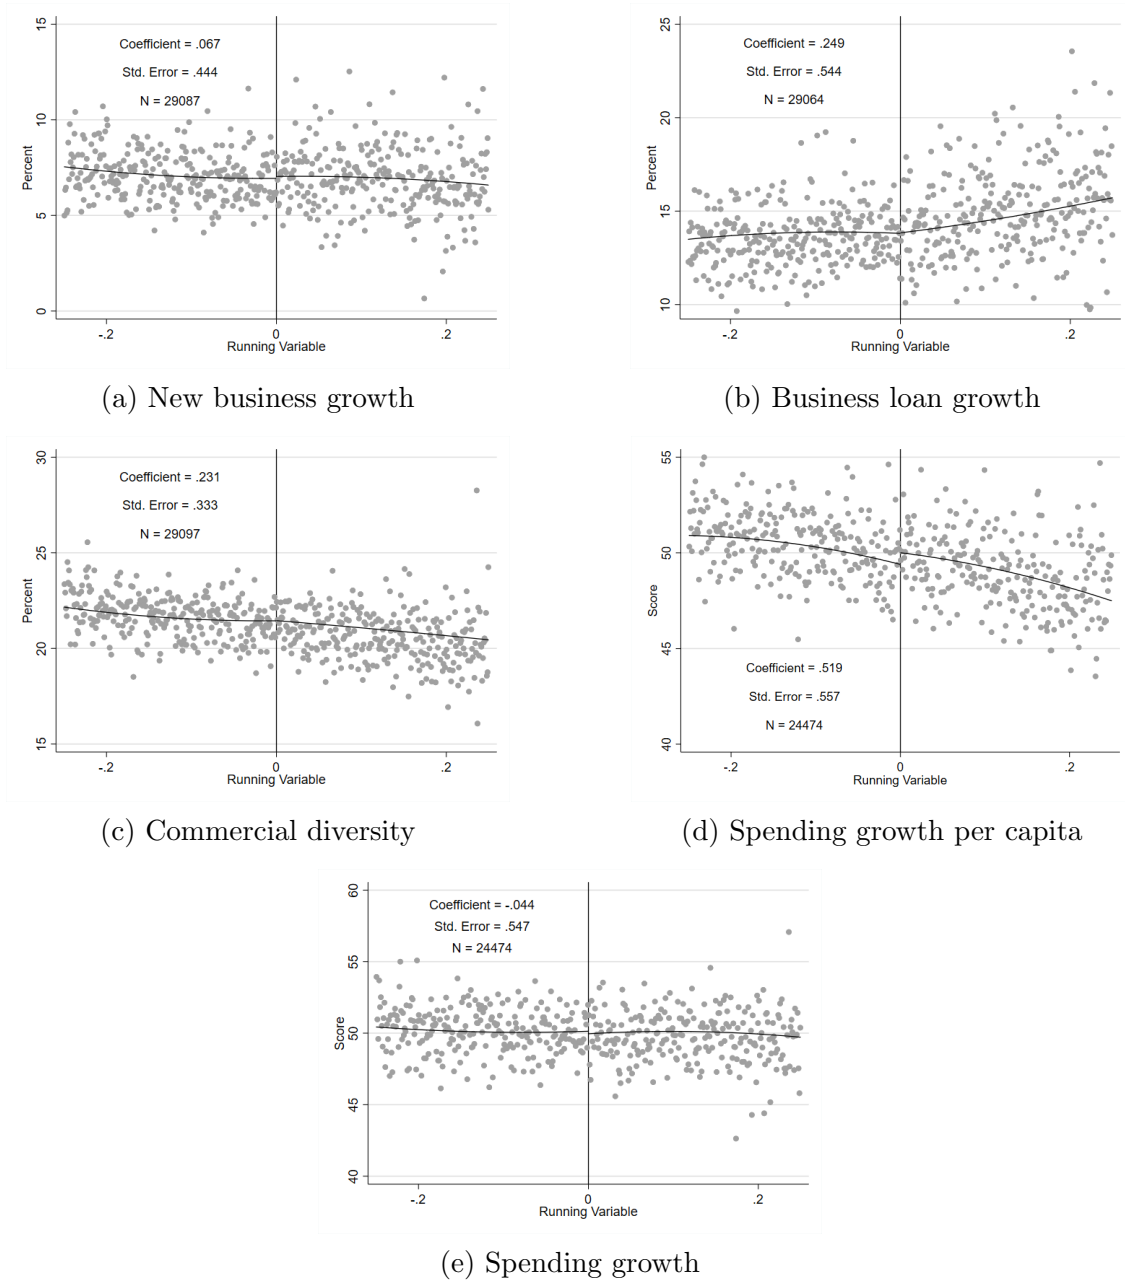 15
10
5
0
Percent
Coefficient = .067
Std. Error = .444
N = 29087
-.2 0 .2
Running Variable
(a) New business growth
25
20
15
10
Percent
Coefficient = .249
Std. Error = .544
N = 29064
-.2 0 .2
Running Variable
(b) Business loan growth
30
25
20
15
Percent
Coefficient = .231
Std. Error = .333
N = 29097
-.2 0 .2
Running Variable
(c) Commercial diversity
55
50
45
40
Score
Coefficient = .519
Std. Error = .557
N = 24474
-.2 0 .2
Running Variable
(d) Spending growth per capita
60
55
50
45
40
Score
Coefficient = -.044
Std. Error = .547
N = 24474
-.2 0 .2
Running Variable
(e) Spending growth